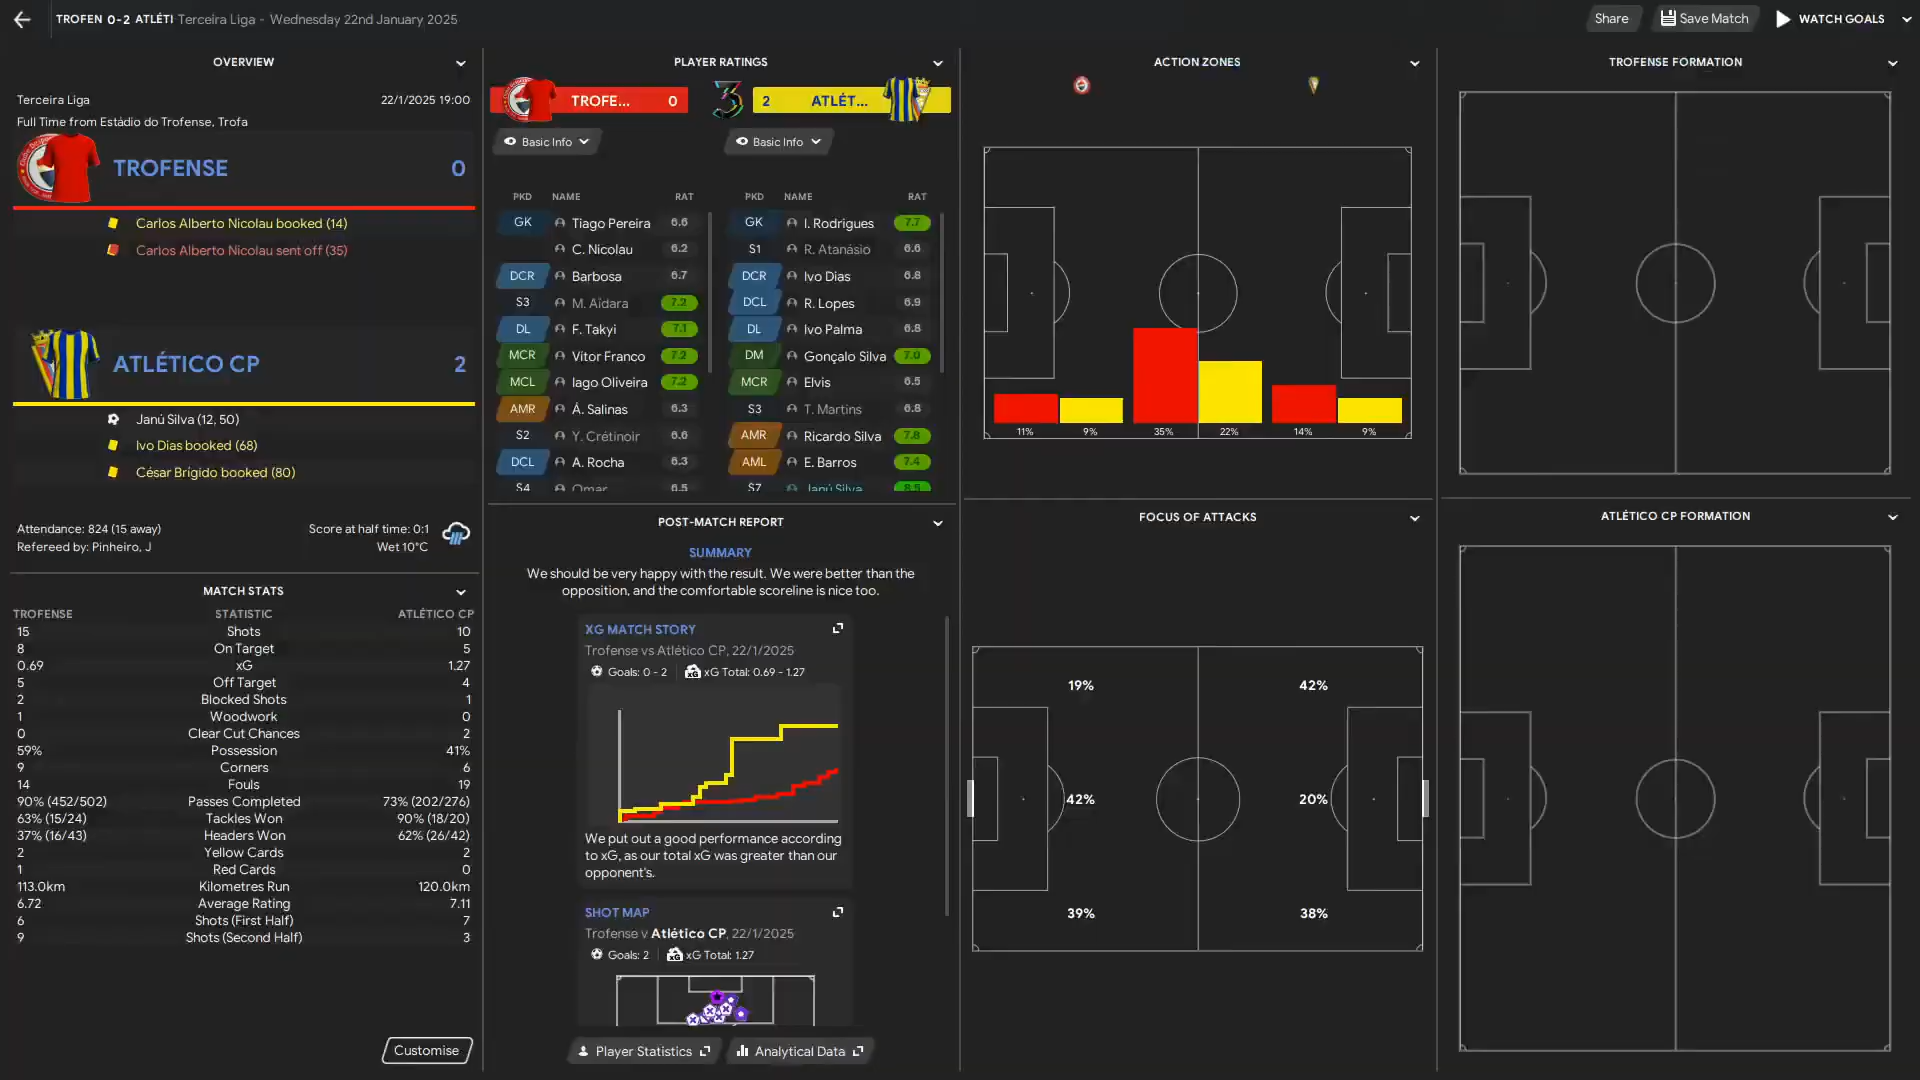 TROFEN 0-2 ATLÉTI Terceira Liga - Wednesday 22nd January 2025
Share
Save Match
WATCH GOALS
OVERVIEW
Terceira Liga 22/1/2025 19:00
Full Time from Estádio do Trofense, Trofa
TROFENSE 0
Carlos Alberto Nicolau booked (14)
Carlos Alberto Nicolau sent off (35)
ATLÉTICO CP 2
Janú Silva (12, 50)
Ivo Dias booked (68)
César Brígido booked (80)
Attendance: 824 (15 away) Score at half time: 0:1
Refereed by: Pinheiro, J Wet 10°C
MATCH STATS
TROFENSE STATISTIC ATLÉTICO CP
15 Shots 10
8 On Target 5
0.69 xG 1.27
5 Off Target 4
2 Blocked Shots 1
1 Woodwork 0
0 Clear Cut Chances 2
59% Possession 41%
9 Corners 6
14 Fouls 19
90% (452/502) Passes Completed 73% (202/276)
63% (15/24) Tackles Won 90% (18/20)
37% (16/43) Headers Won 62% (26/42)
2 Yellow Cards 2
1 Red Cards 0
113.0km Kilometres Run 120.0km
6.72 Average Rating 7.11
6 Shots (First Half) 7
9 Shots (Second Half) 3
Customise
PLAYER RATINGS
TROFE... 0 3 2 ATLÉT...
Basic Info Basic Info
PKD NAME RAT PKD NAME RAT
GK Tiago Pereira 6.6 GK I. Rodrigues 7.7
C. Nicolau 6.2 S1 R. Atanásio 6.6
DCR Barbosa 6.7 DCR Ivo Dias 6.8
S3 M. Aïdara 7.2 DCL R. Lopes 6.9
DL F. Takyi 7.1 DL Ivo Palma 6.8
MCR Vítor Franco 7.2 DM Gonçalo Silva 7.0
MCL Iago Oliveira 7.2 MCR Elvis 6.5
AMR Á. Salinas 6.3 S3 T. Martins 6.8
S2 Y. Crétinoir 6.6 AMR Ricardo Silva 7.8
DCL A. Rocha 6.3 AML E. Barros 7.4
S4 Omar 6.5 S7 Janú Silva 8.5
POST-MATCH REPORT
SUMMARY
We should be very happy with the result. We were better than the
opposition, and the comfortable scoreline is nice too.
XG MATCH STORY
Trofense vs Atlético CP, 22/1/2025
Goals: 0 - 2 xG xG Total: 0.69 - 1.27
We put out a good performance according
to xG, as our total xG was greater than our
opponent's.
SHOT MAP
Trofense v Atlético CP, 22/1/2025
Goals: 2 xG xG Total: 1.27
Player Statistics
Analytical Data
ACTION ZONES
11% 9% 35% 22% 14% 9%
FOCUS OF ATTACKS
19% 42%
42% 20%
39% 38%
TROFENSE FORMATION
ATLÉTICO CP FORMATION